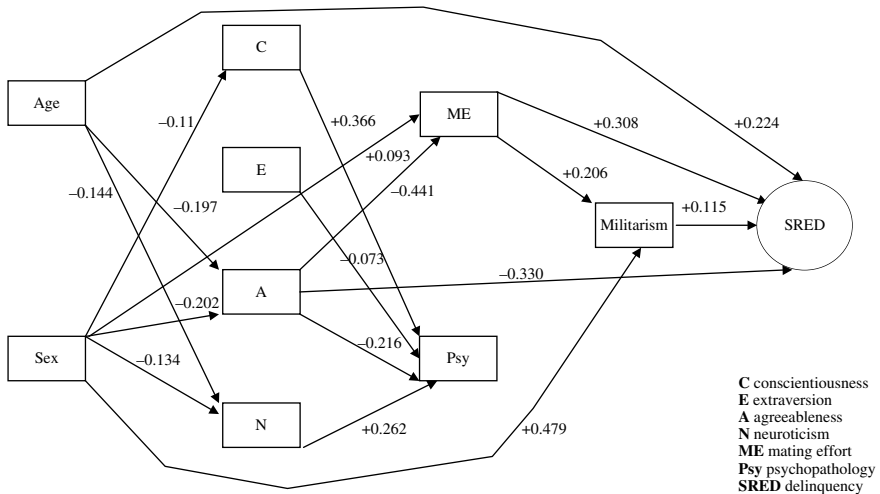 C
Age
ME
–0.11
+0.366
+0.308
+0.224
+0.093
E
+0.206
–0.144
–0.441
–0.197
+0.115
Militarism
SRED
–0.073
–0.330
A
–0.202
–0.216
Sex
–0.134
Psy
C conscientiousness
E extraversion
A agreeableness
N
+0.262
+0.479
N neuroticism
ME mating effort
Psy psychopathology
SRED delinquency